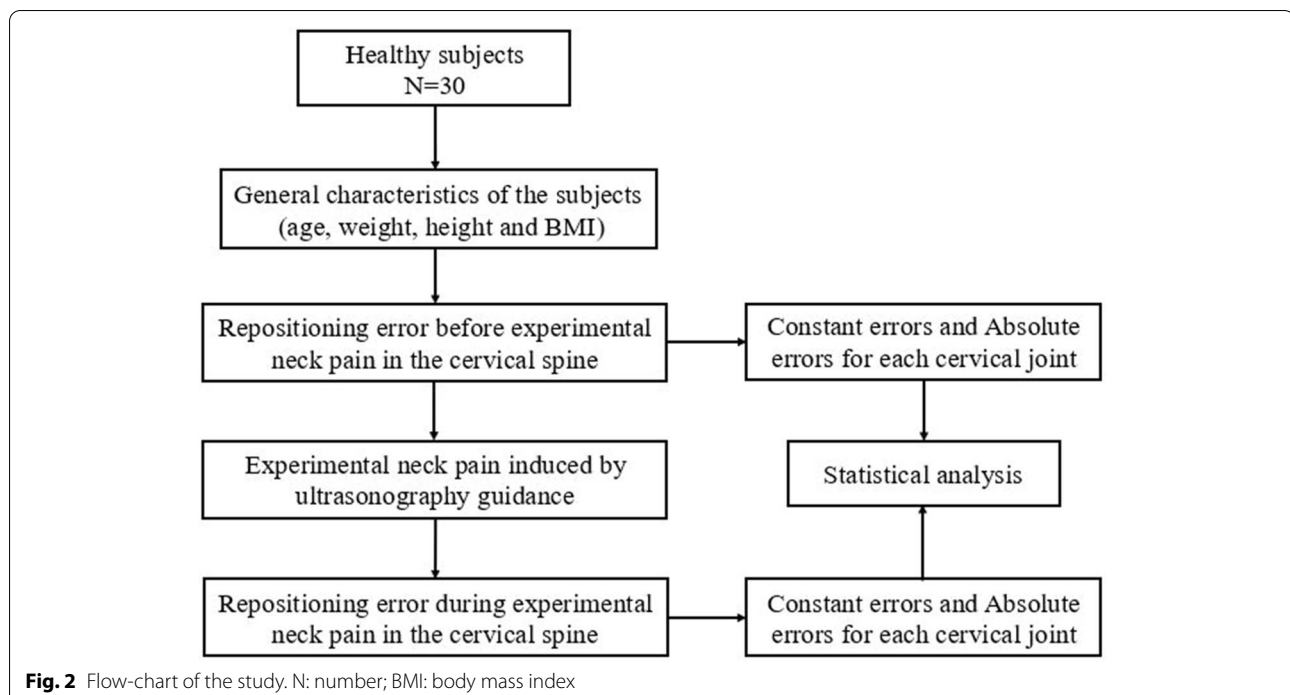 Healthy subjects
N=30
General characteristics of the subjects
(age, weight, height and BMI)
Repositioning error before experimental
neck pain in the cervical spine
Constant errors and Absolute
errors for each cervical joint
Experimental neck pain induced by
ultrasonography guidance
Statistical analysis
Repositioning error during experimental
neck pain in the cervical spine
Constant errors and Absolute
errors for each cervical joint
Fig. 2 Flow-chart of the study. N: number; BMI: body mass index